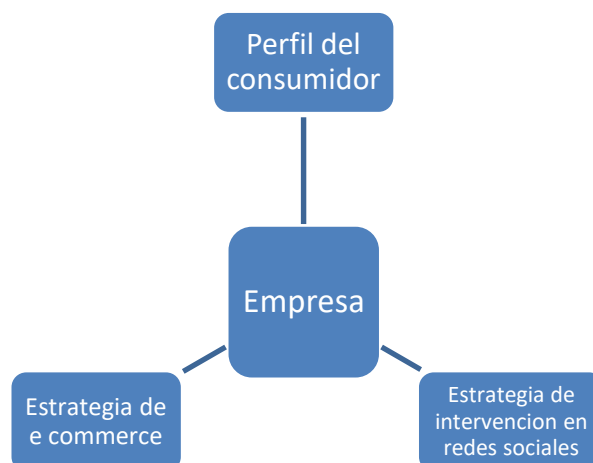 Perfil del
consumidor
Empresa
Estrategia de
e commerce
Estrategia de
intervencion en
redes sociales